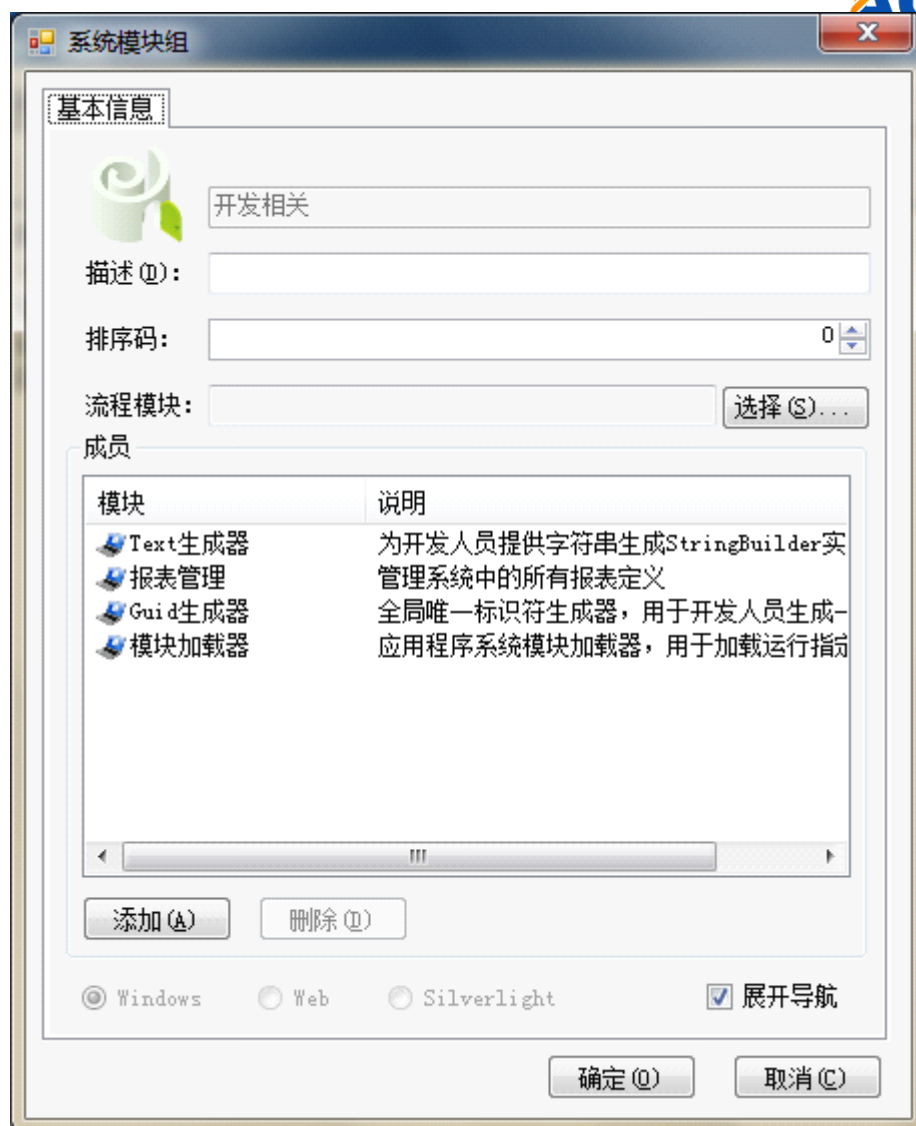 系统模块组
基本信息
开发相关
描述(D):
排序码: 0
流程模块: 选择(S)...
成员
模块 说明
Text生成器 为开发人员提供字符串生成StringBuilder实
报表管理 管理系统中的所有报表定义
Guid生成器 全局唯一标识符生成器,用于开发人员生成一
模块加载器 应用程序系统模块加载器,用于加载运行指定
添加(A) 删除(D)
Windows Web Silverlight 展开导航
确定(O) 取消(C)